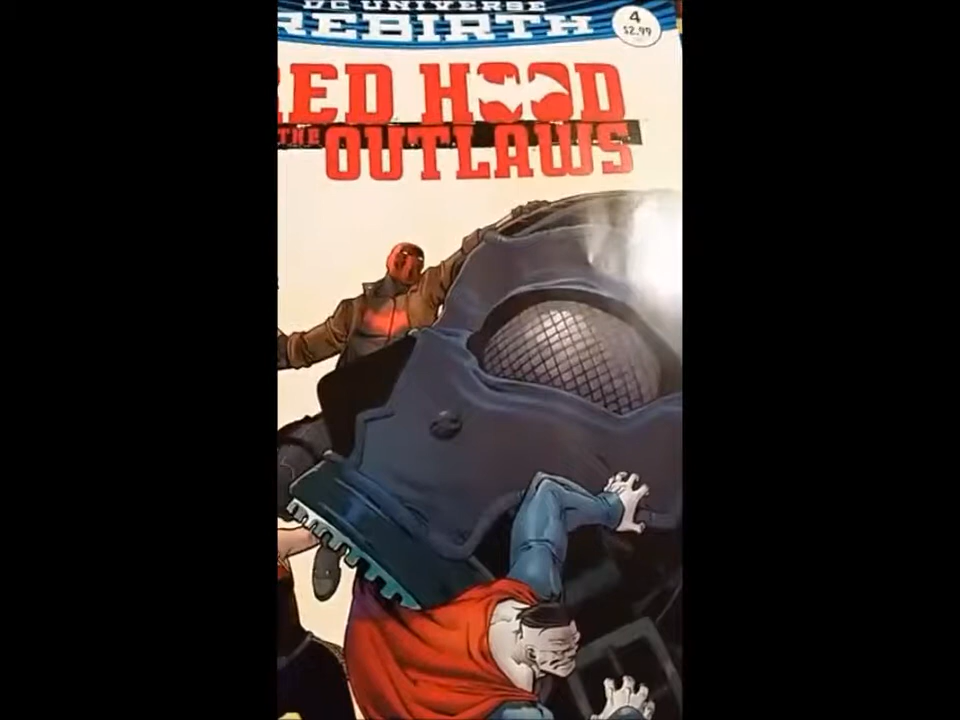 DC UNIVERSE
REBIRTH
4
$2.99
RED HOOD
THE OUTLAWS